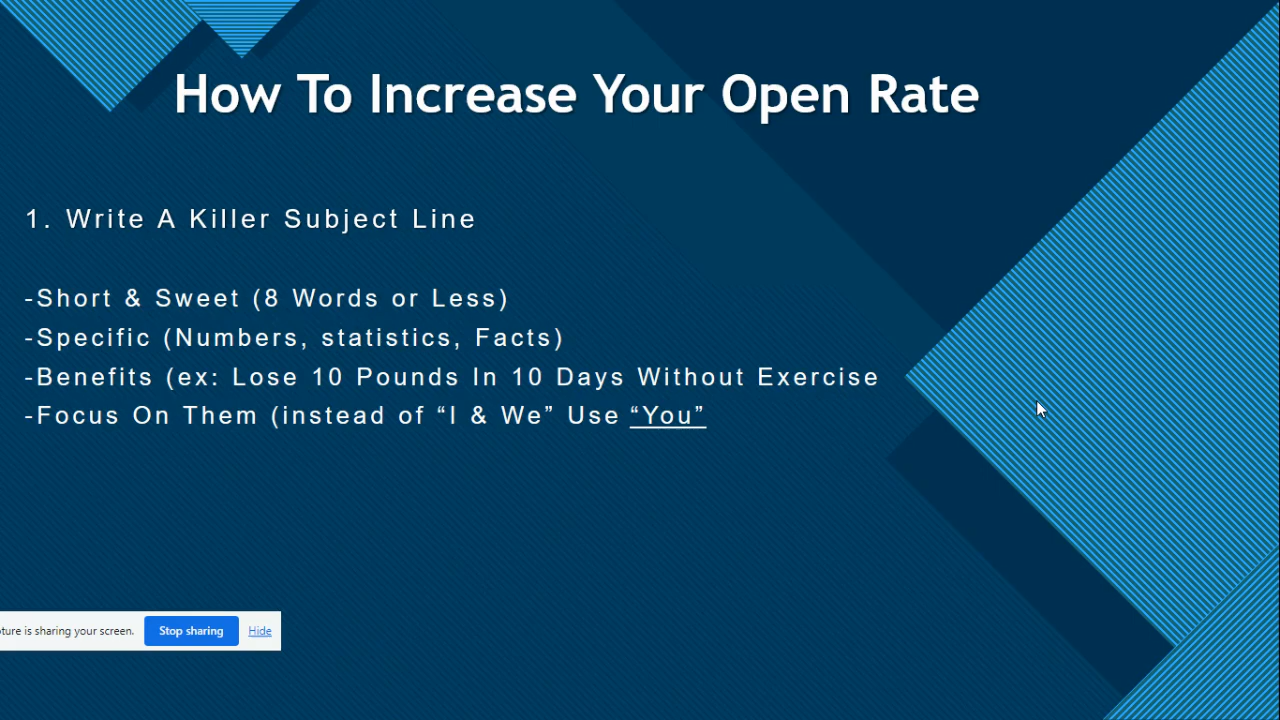 How To Increase Your Open Rate
1. Write A Killer Subject Line
-Short & Sweet (8 Words or Less)
-Specific (Numbers, statistics, Facts)
-Benefits (ex: Lose 10 Pounds In 10 Days Without Exercise
-Focus On Them (instead of “I & We” Use “You”
is sharing your screen. Stop sharing Hide